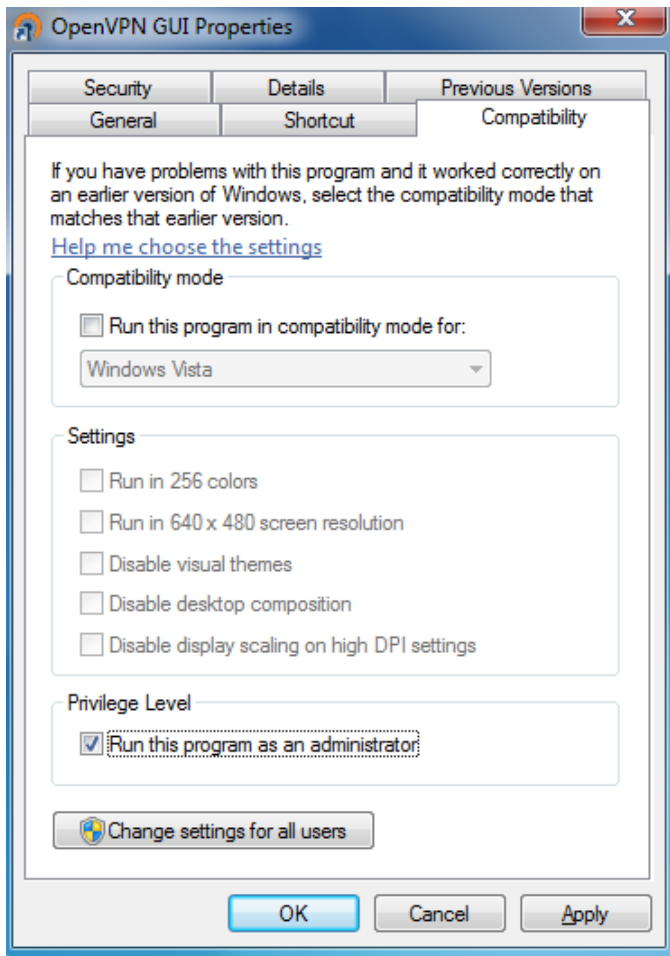 OpenVPN GUI Properties
Security Details Previous Versions
General Shortcut Compatibility
If you have problems with this program and it worked correctly on
an earlier version of Windows, select the compatibility mode that
matches that earlier version.
Help me choose the settings
Compatibility mode
Run this program in compatibility mode for:
Windows Vista
Settings
Run in 256 colors
Run in 640 x 480 screen resolution
Disable visual themes
Disable desktop composition
Disable display scaling on high DPI settings
Privilege Level
Run this program as an administrator
Change settings for all users
OK Cancel Apply